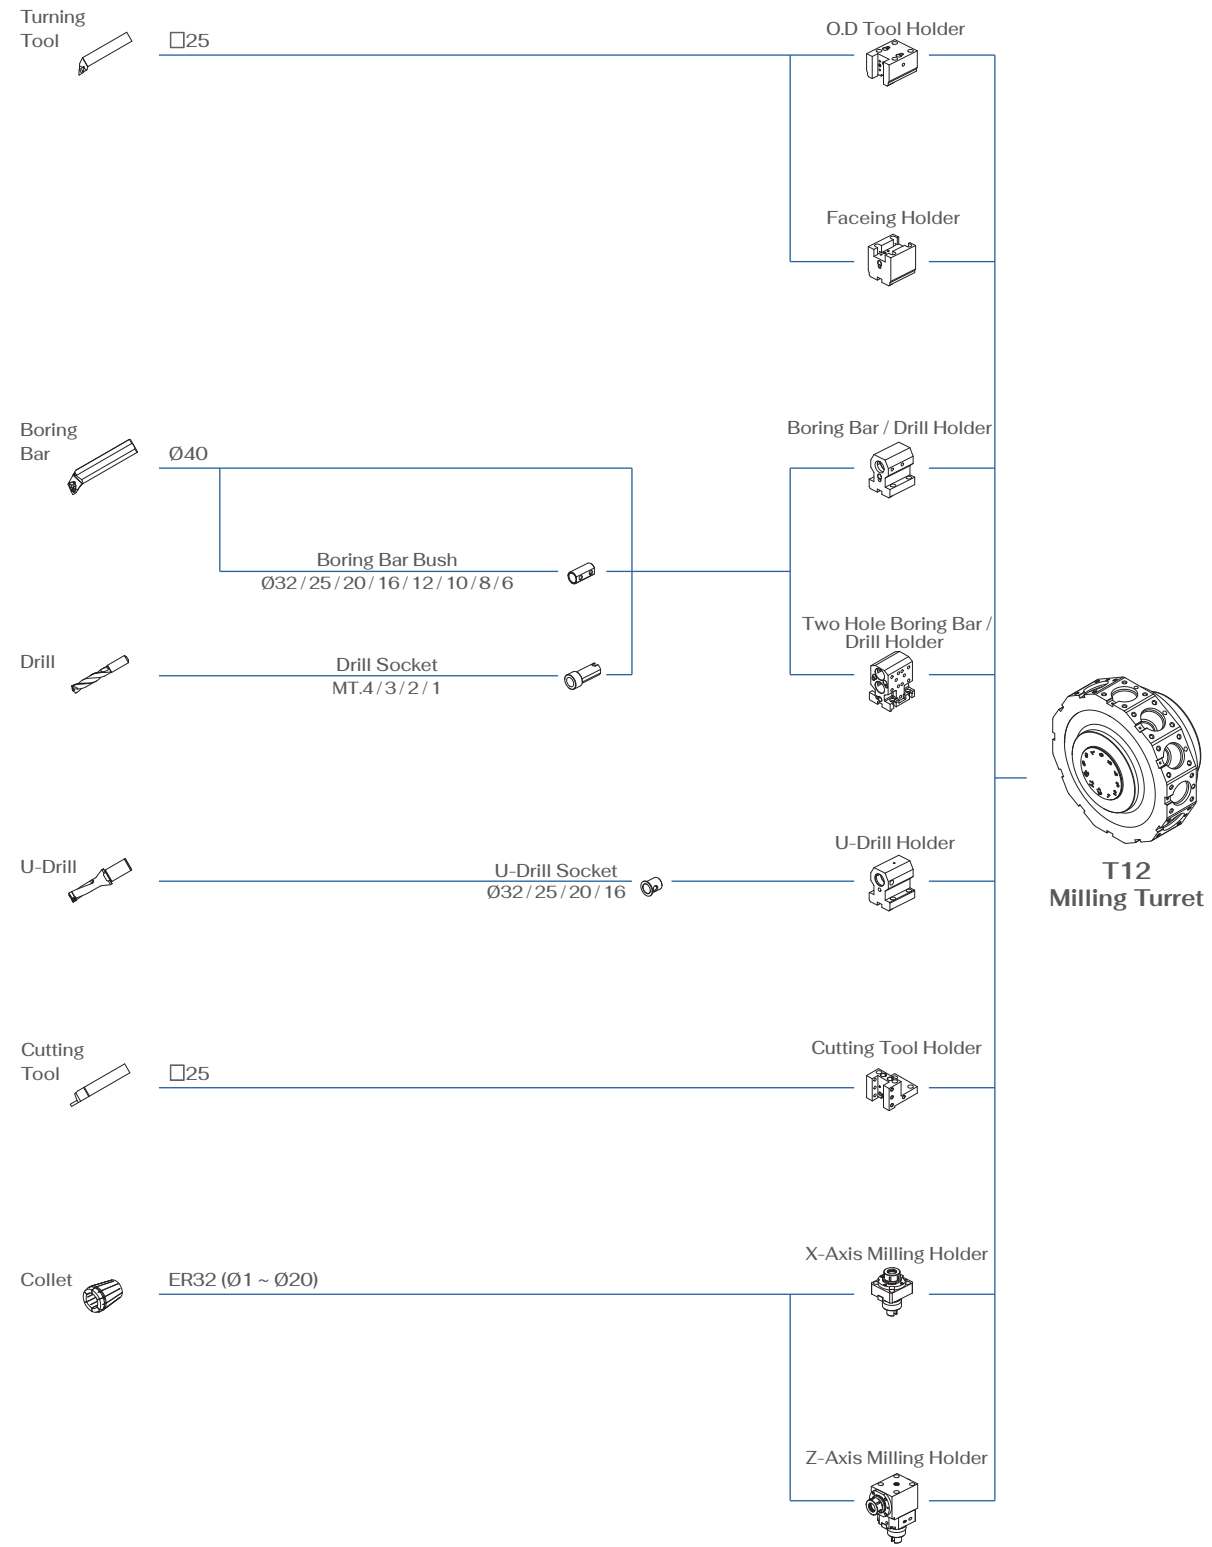 Turning
Tool
□25
O.D Tool Holder
Faceing Holder
Boring
Bar
Ø40
Boring Bar / Drill Holder
Boring Bar Bush
Ø32/25/20/16/12/10/8/6
Two Hole Boring Bar /
Drill Holder
Drill
Drill Socket
MT.4/3/2/1
U-Drill
U-Drill Socket
Ø32/25/20/16
U-Drill Holder
T12
Milling Turret
Cutting
Tool
□25
Cutting Tool Holder
Collet
ER32 (Ø1 ~ Ø20)
X-Axis Milling Holder
Z-Axis Milling Holder